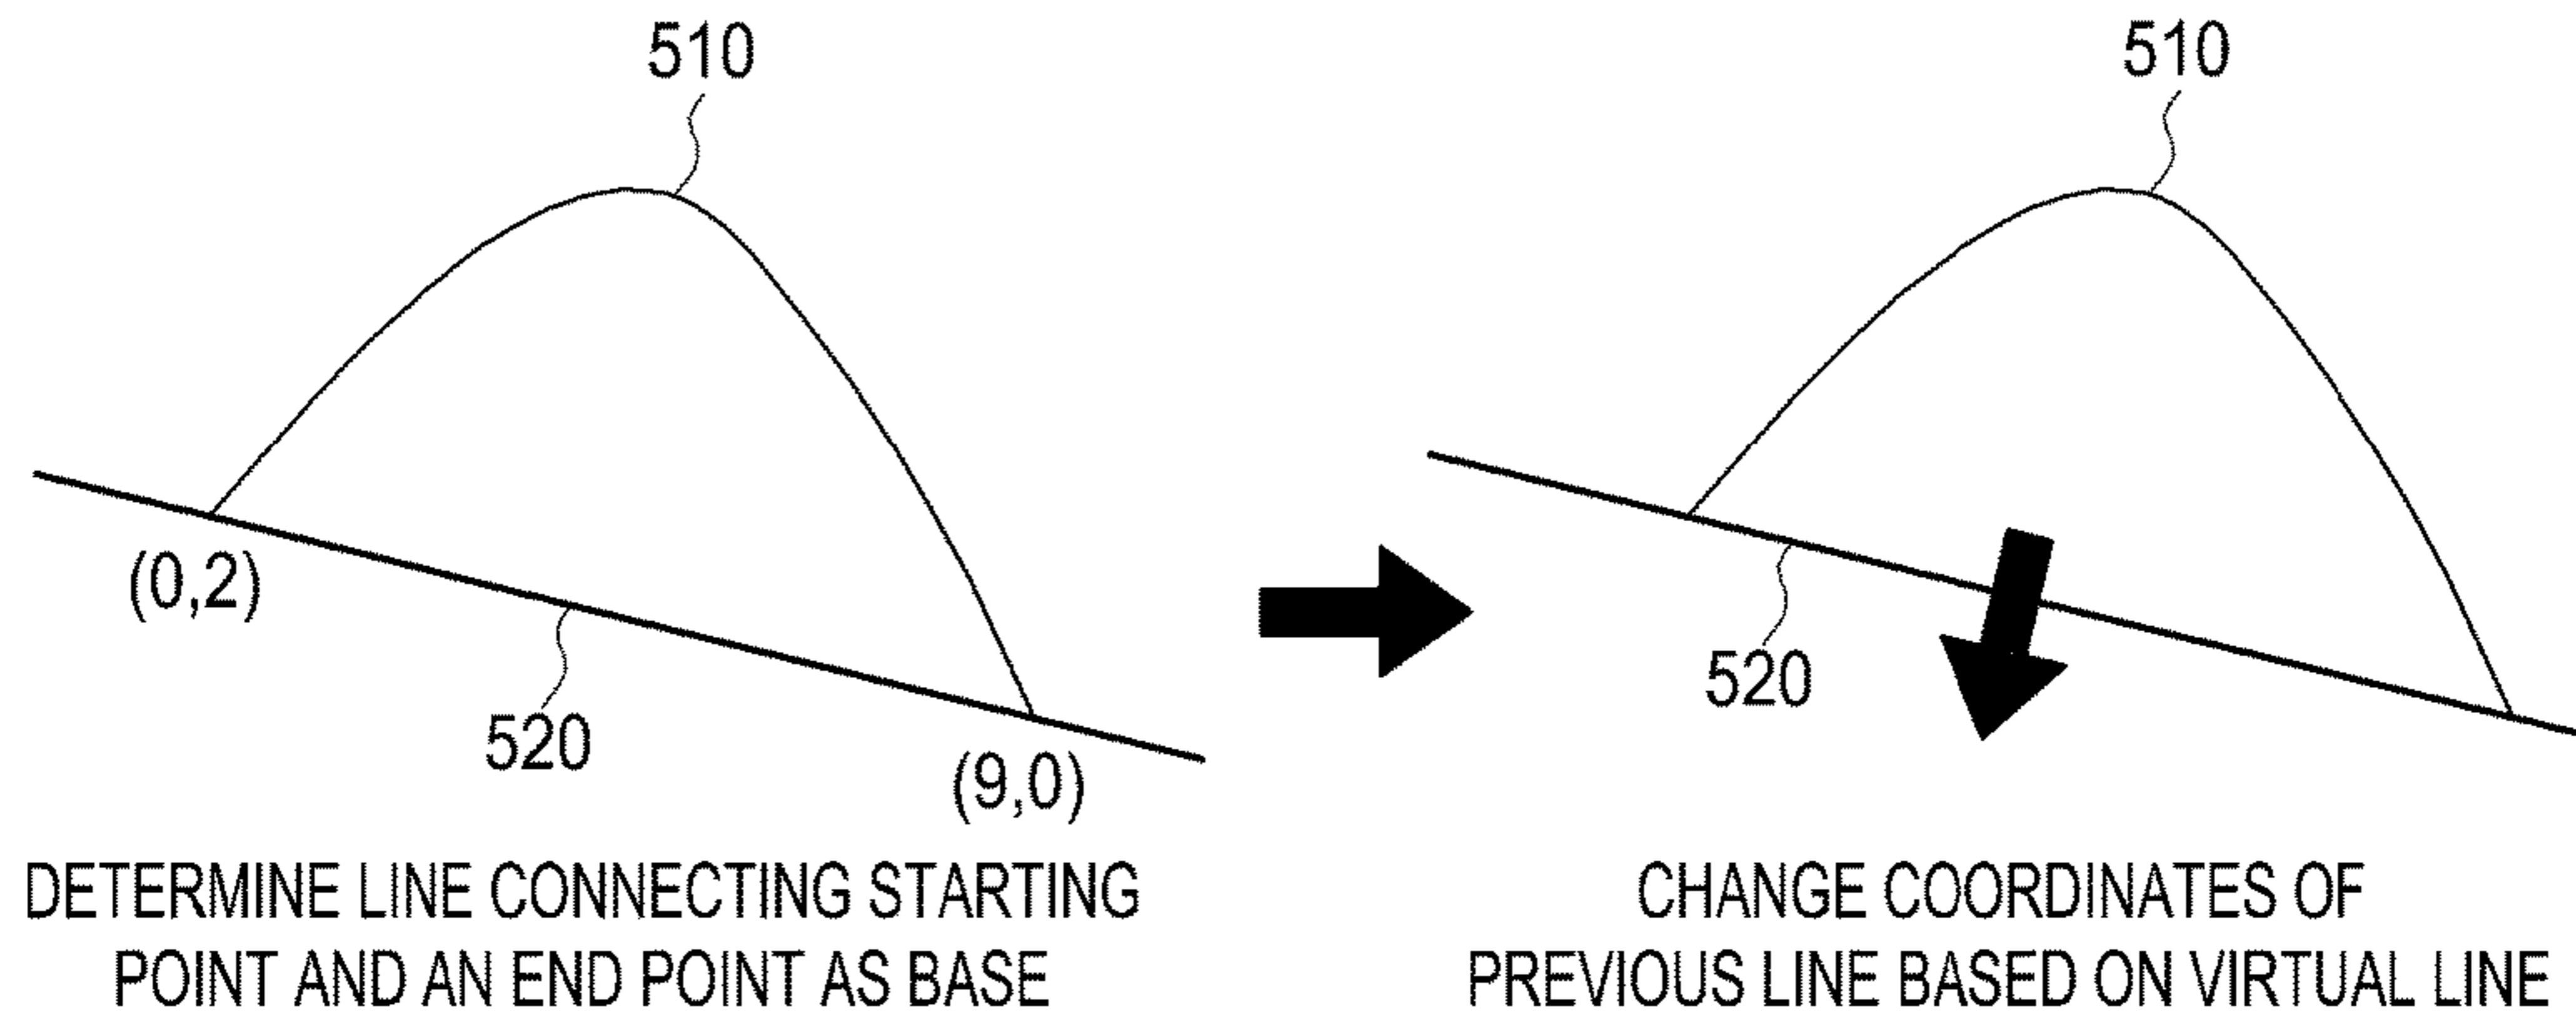 510
(0,2)
520
(9,0)
DETERMINE LINE CONNECTING STARTING
POINT AND AN END POINT AS BASE
510
520
CHANGE COORDINATES OF
PREVIOUS LINE BASED ON VIRTUAL LINE